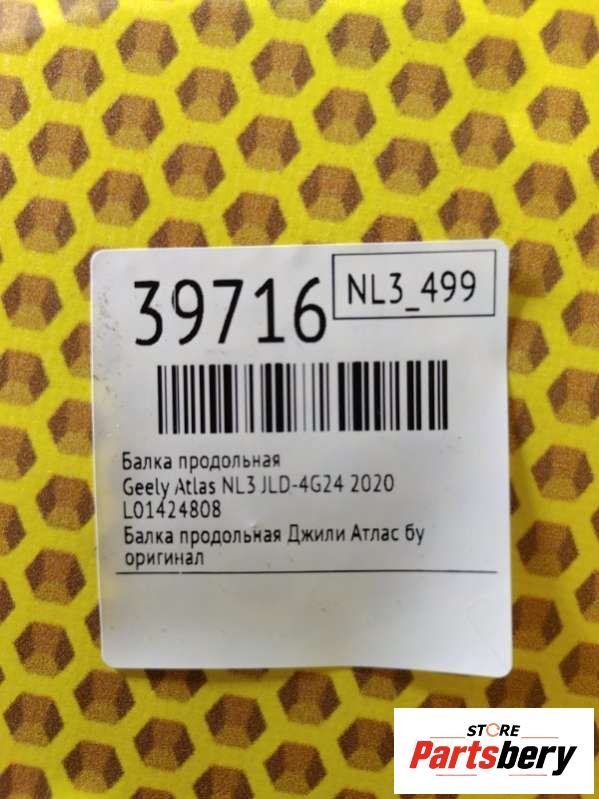 39716
NL3_499
Балка продольная
Geely Atlas NL3 JLD-4G24 2020
L01424808
Балка продольная Джили Атлас бу
оригинал
STORE
Partsbery